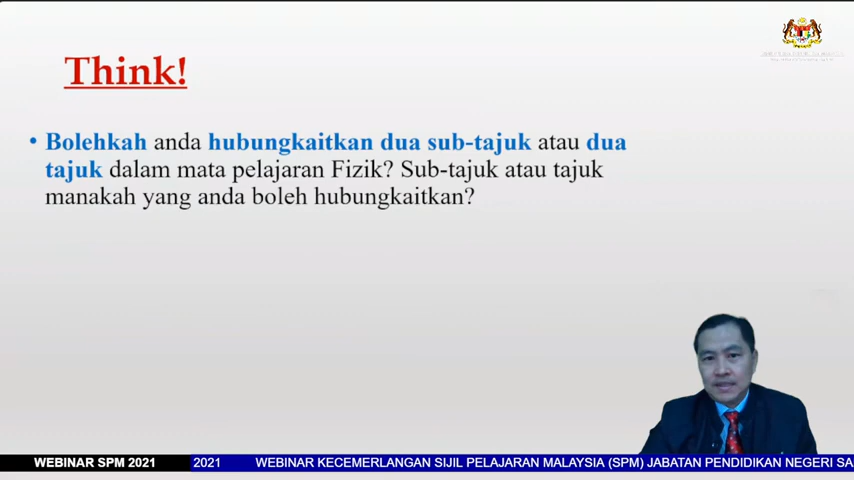 Think!
• Bolehkah anda hubungkaitkan dua sub-tajuk atau dua
tajuk dalam mata pelajaran Fizik? Sub-tajuk atau tajuk
manakah yang anda boleh hubungkaitkan?
WEBINAR SPM 2021
2021
WEBINAR KECEMERLANGAN SIJIL PELAJARAN MALAYSIA (SPM) JABATAN PENDIDIKAN NEGERI SA